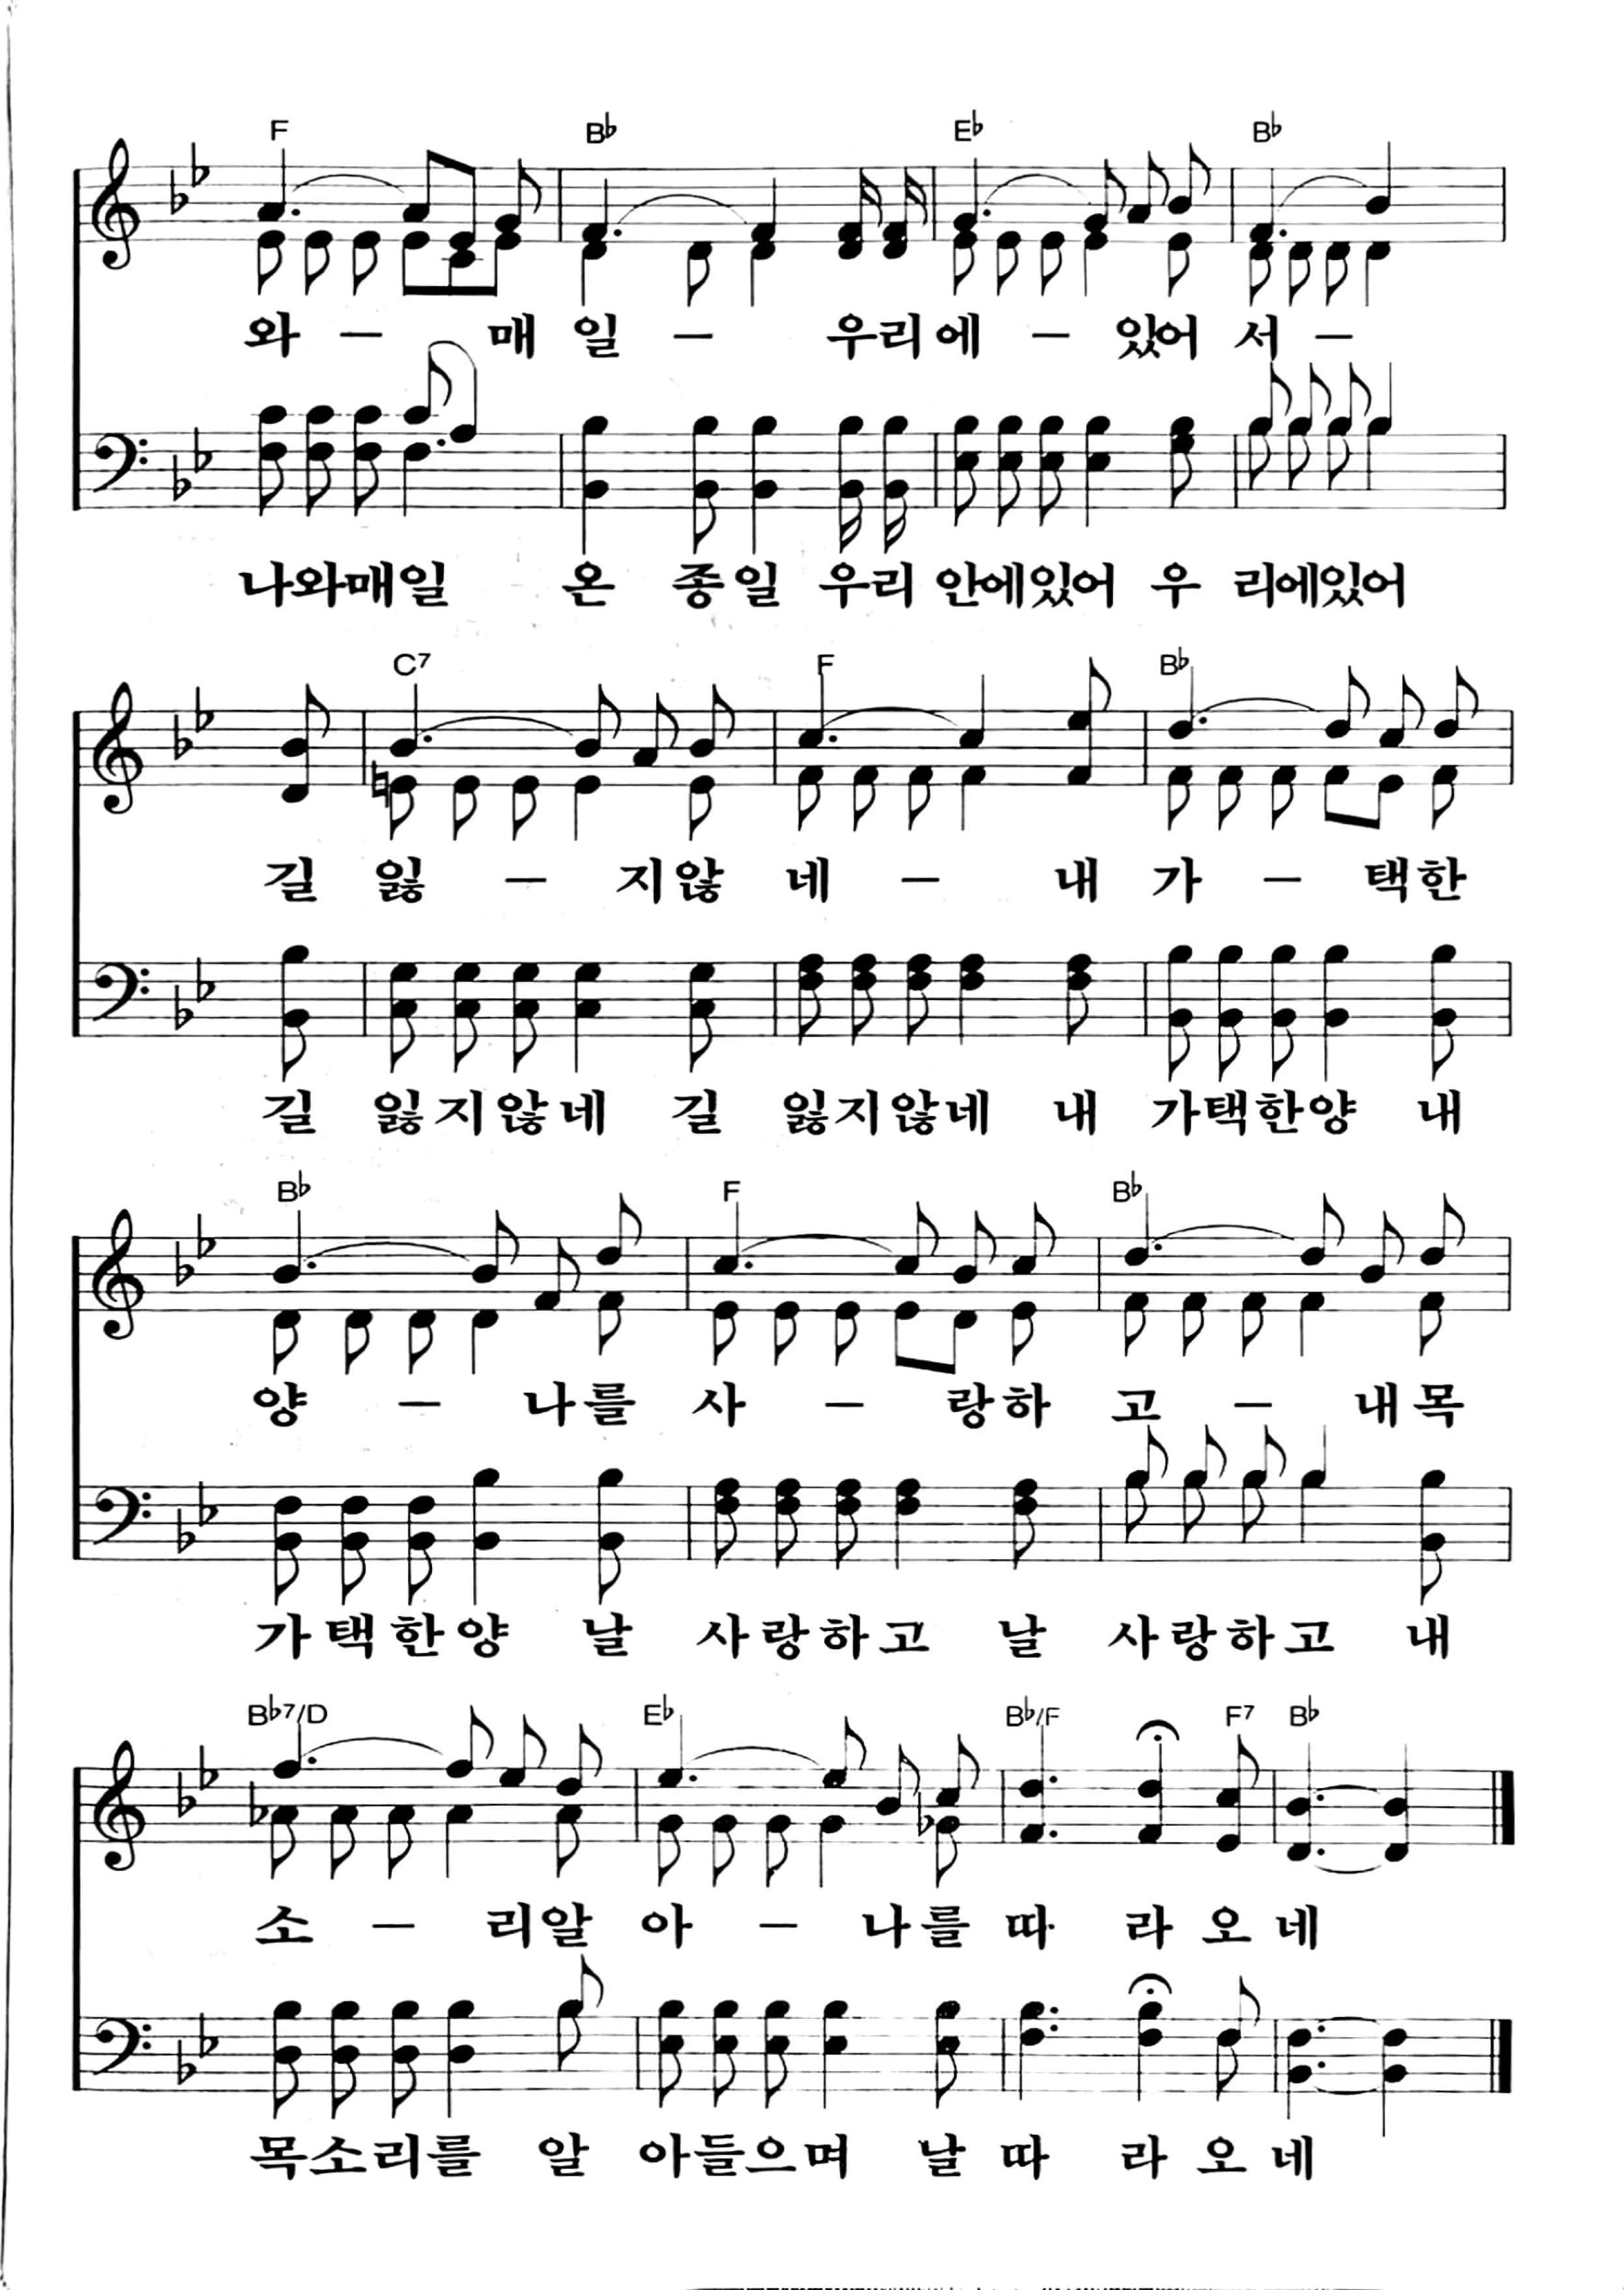 F B♭ E♭ B♭
와 – 매 일 – 우리 에 – 있어 서 –
나와매일 온 종일 우리 안에있어 우 리에있어
C7 F B♭
길 잃 – 지않 네 – 내 가 – 택한
길 잃지않네 길 잃지않네 내 가택한양 내
B♭ F B♭
양 – 나를 사 – 랑하 고 – 내목
가택한양 날 사랑하고 날 사랑하고 내
B♭7/D E♭ B♭/F F7 B♭
소 – 리알 아 – 나를 따 라 오 네
목소리를 알 아들으며 날 따 라 오 네